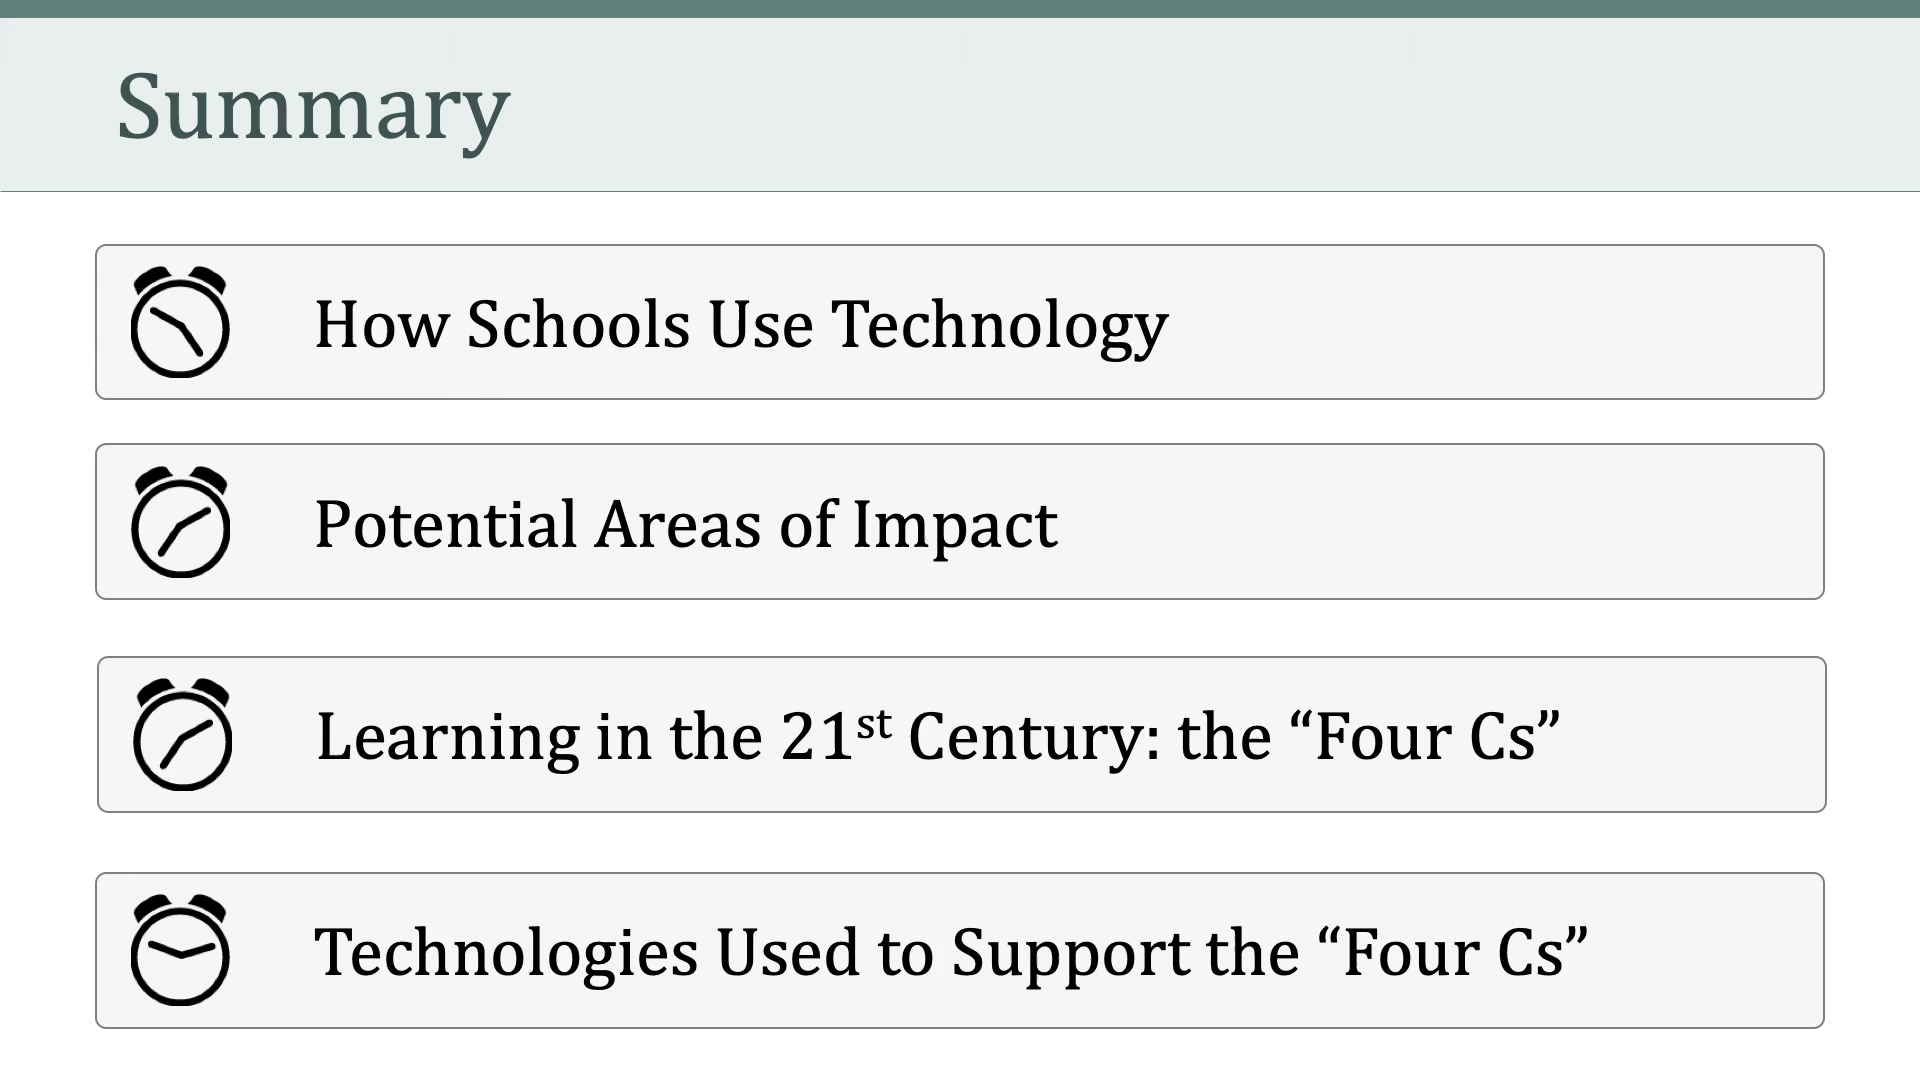 Summary
How Schools Use Technology
Potential Areas of Impact
Learning in the 21st Century: the “Four Cs”
Technologies Used to Support the “Four Cs”